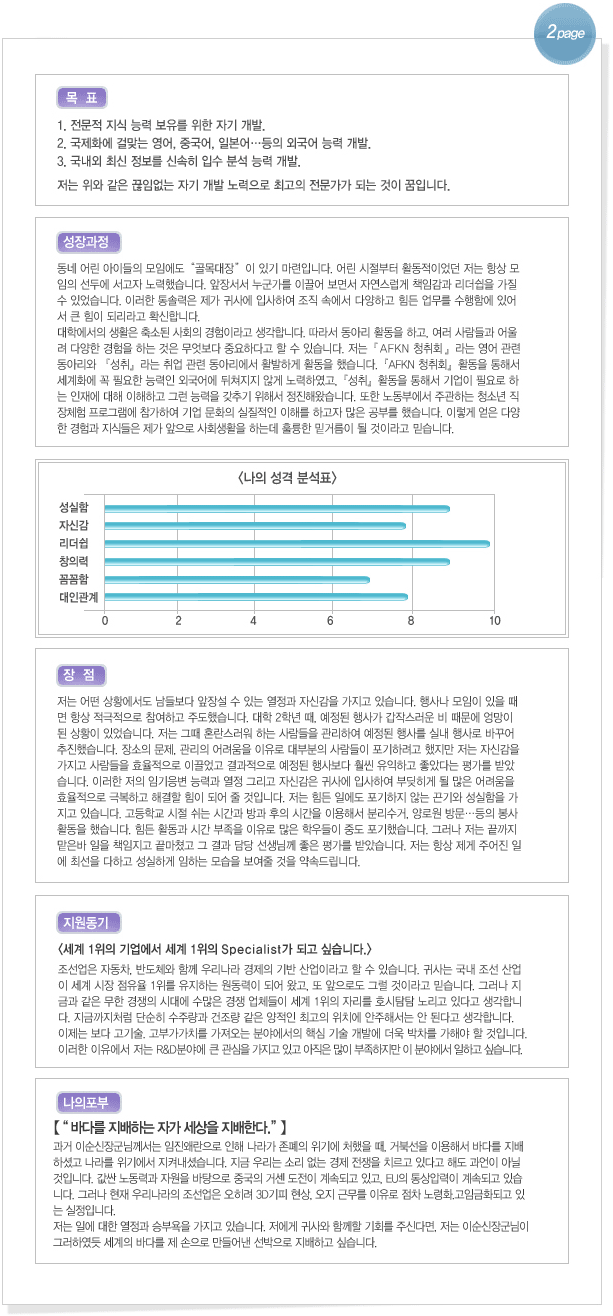 2 page
목 표
1. 전문적 지식 능력 보유를 위한 자기 개발.
2. 국제화에 걸맞는 영어, 중국어, 일본어…등의 외국어 능력 개발.
3. 국내외 최신 정보를 신속히 입수 분석 능력 개발.
저는 위와 같은 끊임없는 자기 개발 노력으로 최고의 전문가가 되는 것이 꿈입니다.
성장과정
동네 어린 아이들의 모임에도 “골목대장” 이 있기 마련입니다. 어린 시절부터 활동적이었던 저는 항상 모
임의 선두에 서고자 노력했습니다. 앞장서서 누군가를 이끌어 보면서 자연스럽게 책임감과 리더쉽을 가질
수 있었습니다. 이러한 통솔력은 제가 귀사에 입사하여 조직 속에서 다양하고 힘든 업무를 수행함에 있어
서 큰 힘이 되리라고 확신합니다.
대학에서의 생활은 축소된 사회의 경험이라고 생각합니다. 따라서 동아리 활동을 하고, 여러 사람들과 어울
려 다양한 경험을 하는 것은 무엇보다 중요하다고 할 수 있습니다. 저는『AFKN 청취회』라는 영어 관련
동아리와 『성취』라는 취업 관련 동아리에서 활발하게 활동을 했습니다. 『AFKN 청취회』활동을 통해서
세계화에 꼭 필요한 능력인 외국어에 뒤쳐지지 않게 노력하였고, 『성취』활동을 통해서 기업이 필요로 하
는 인재에 대해 이해하고 그런 능력을 갖추기 위해서 정진해왔습니다. 또한 노동부에서 주관하는 청소년 직
장체험 프로그램에 참가하여 기업 문화의 실질적인 이해를 하고자 많은 공부를 했습니다. 이렇게 얻은 다양
한 경험과 지식들은 제가 앞으로 사회생활을 하는데 훌륭한 밑거름이 될 것이라고 믿습니다.
〈나의 성격 분석표〉
성실함
자신감
리더쉽
창의력
꼼꼼함
대인관계
0 2 4 6 8 10
장 점
저는 어떤 상황에서도 남들보다 앞장설 수 있는 열정과 자신감을 가지고 있습니다. 행사나 모임이 있을 때
면 항상 적극적으로 참여하고 주도했습니다. 대학 2학년 때, 예정된 행사가 갑작스러운 비 때문에 엉망이
된 상황이 있었습니다. 저는 그때 혼란스러워 하는 사람들을 관리하여 예정된 행사를 실내 행사로 바꾸어
추진했습니다. 장소의 문제, 관리의 어려움을 이유로 대부분의 사람들이 포기하려고 했지만 저는 자신감을
가지고 사람들을 효율적으로 이끌었고 결과적으로 예정된 행사보다 훨씬 유익하고 좋았다는 평가를 받았
습니다. 이러한 저의 임기응변 능력과 열정 그리고 자신감은 귀사에 입사하여 부딪히게 될 많은 어려움을
효율적으로 극복하고 해결할 힘이 되어 줄 것입니다. 저는 힘든 일에도 포기하지 않는 끈기와 성실함을 가
지고 있습니다. 고등학교 시절 쉬는 시간과 방과 후의 시간을 이용해서 분리수거, 양로원 방문…등의 봉사
활동을 했습니다. 힘든 활동과 시간 부족을 이유로 많은 학우들이 중도 포기했습니다. 그러나 저는 끝까지
맡은바 일을 책임지고 끝마쳤고 그 결과 담당 선생님께 좋은 평가를 받았습니다. 저는 항상 제게 주어진 일
에 최선을 다하고 성실하게 임하는 모습을 보여줄 것을 약속드립니다.
지원동기
〈세계 1위의 기업에서 세계 1위의 Specialist가 되고 싶습니다.〉
조선업은 자동차, 반도체와 함께 우리나라 경제의 기반 산업이라고 할 수 있습니다. 귀사는 국내 조선 산업
이 세계 시장 점유율 1위를 유지하는 원동력이 되어 왔고, 또 앞으로도 그럴 것이라고 믿습니다. 그러나 지
금과 같은 무한 경쟁의 시대에 수많은 경쟁 업체들이 세계 1위의 자리를 호시탐탐 노리고 있다고 생각합니
다. 지금까지처럼 단순히 수주량과 건조량 같은 양적인 최고의 위치에 안주해서는 안 된다고 생각합니다.
이제는 보다 고기술, 고부가가치를 가져오는 분야에서의 핵심 기술 개발에 더욱 박차를 가해야 할 것입니다.
이러한 이유에서 저는 R&D분야에 큰 관심을 가지고 있고 아직은 많이 부족하지만 이 분야에서 일하고 싶습니다.
나의포부
【 “ 바다를 지배하는 자가 세상을 지배한다.” 】
과거 이순신장군님께서는 임진왜란으로 인해 나라가 존폐의 위기에 처했을 때, 거북선을 이용해서 바다를 지배
하셨고 나라를 위기에서 지켜내셨습니다. 지금 우리는 소리 없는 경제 전쟁을 치르고 있다고 해도 과언이 아닐
것입니다. 값싼 노동력과 자원을 바탕으로 중국의 거센 도전이 계속되고 있고, EU의 통상압력이 계속되고 있습
니다. 그러나 현재 우리나라의 조선업은 오히려 3D기피 현상, 오지 근무를 이유로 점차 노령화.고임금화되고 있
는 실정입니다.
저는 일에 대한 열정과 승부욕을 가지고 있습니다. 저에게 귀사와 함께할 기회를 주신다면, 저는 이순신장군님이
그러하였듯 세계의 바다를 제 손으로 만들어낸 선박으로 지배하고 싶습니다.